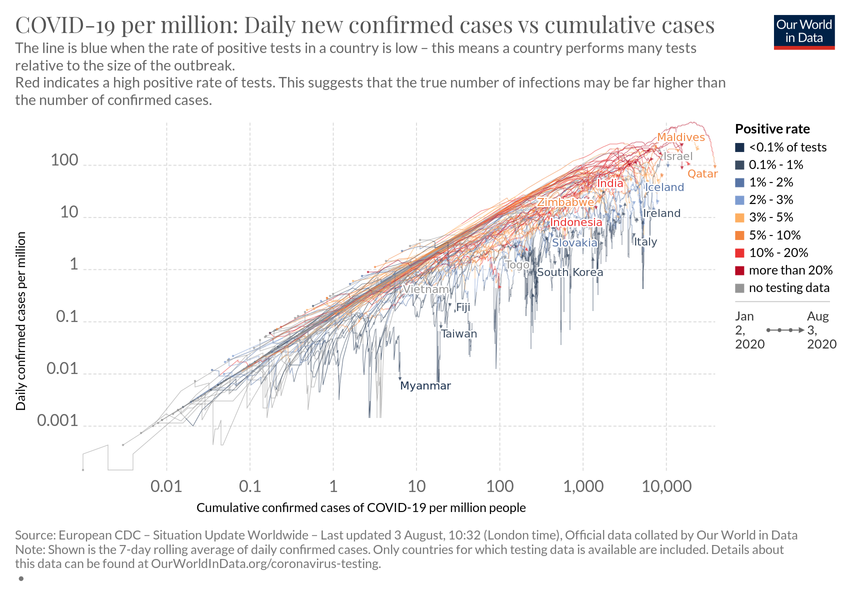 COVID-19 per million: Daily new confirmed cases vs cumulative cases
Our World
in Data
The line is blue when the rate of positive tests in a country is low – this means a country performs many tests
relative to the size of the outbreak.
Red indicates a high positive rate of tests. This suggests that the true number of infections may be far higher than
the number of confirmed cases.
Positive rate
<0.1% of tests
0.1% - 1%
1% - 2%
2% - 3%
3% - 5%
5% - 10%
10% - 20%
more than 20%
no testing data
Jan
2,
2020
Aug
3,
2020
Daily confirmed cases per million
100
10
1
0.1
0.01
0.001
Maldives
Israel
Qatar
India
Iceland
Zimbabwe
Ireland
Indonesia
Slovakia
Italy
Togo
South Korea
Vietnam
Fiji
Taiwan
Myanmar
0.01
0.1
1
10
100
1,000
10,000
Cumulative confirmed cases of COVID-19 per million people
Source: European CDC – Situation Update Worldwide – Last updated 3 August, 10:32 (London time), Official data collated by Our World in Data
Note: Shown is the 7-day rolling average of daily confirmed cases. Only countries for which testing data is available are included. Details about
this data can be found at OurWorldInData.org/coronavirus-testing.